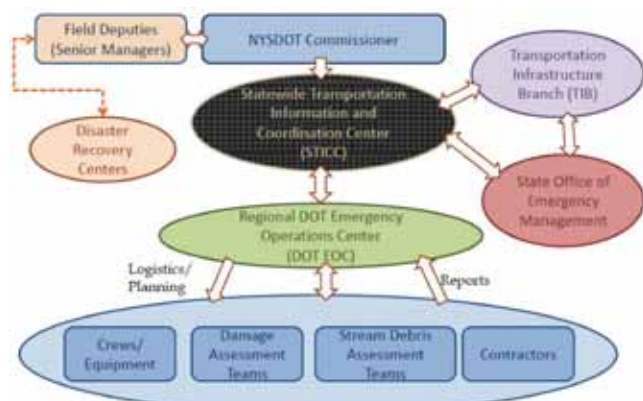 Field Deputies
(Senior Managers)
NYSDOT Commissioner
Statewide Transportation
Information and
Coordination Center
(STICC)
Transportation
Infrastructure
Branch (TIB)
Disaster
Recovery
Centers
State Office of
Emergency
Management
Regional DOT Emergency
Operations Center
(DOT EOC)
Logistics/
Planning
Reports
Crews/
Equipment
Damage
Assessment
Teams
Stream Debris
Assessment
Teams
Contractors